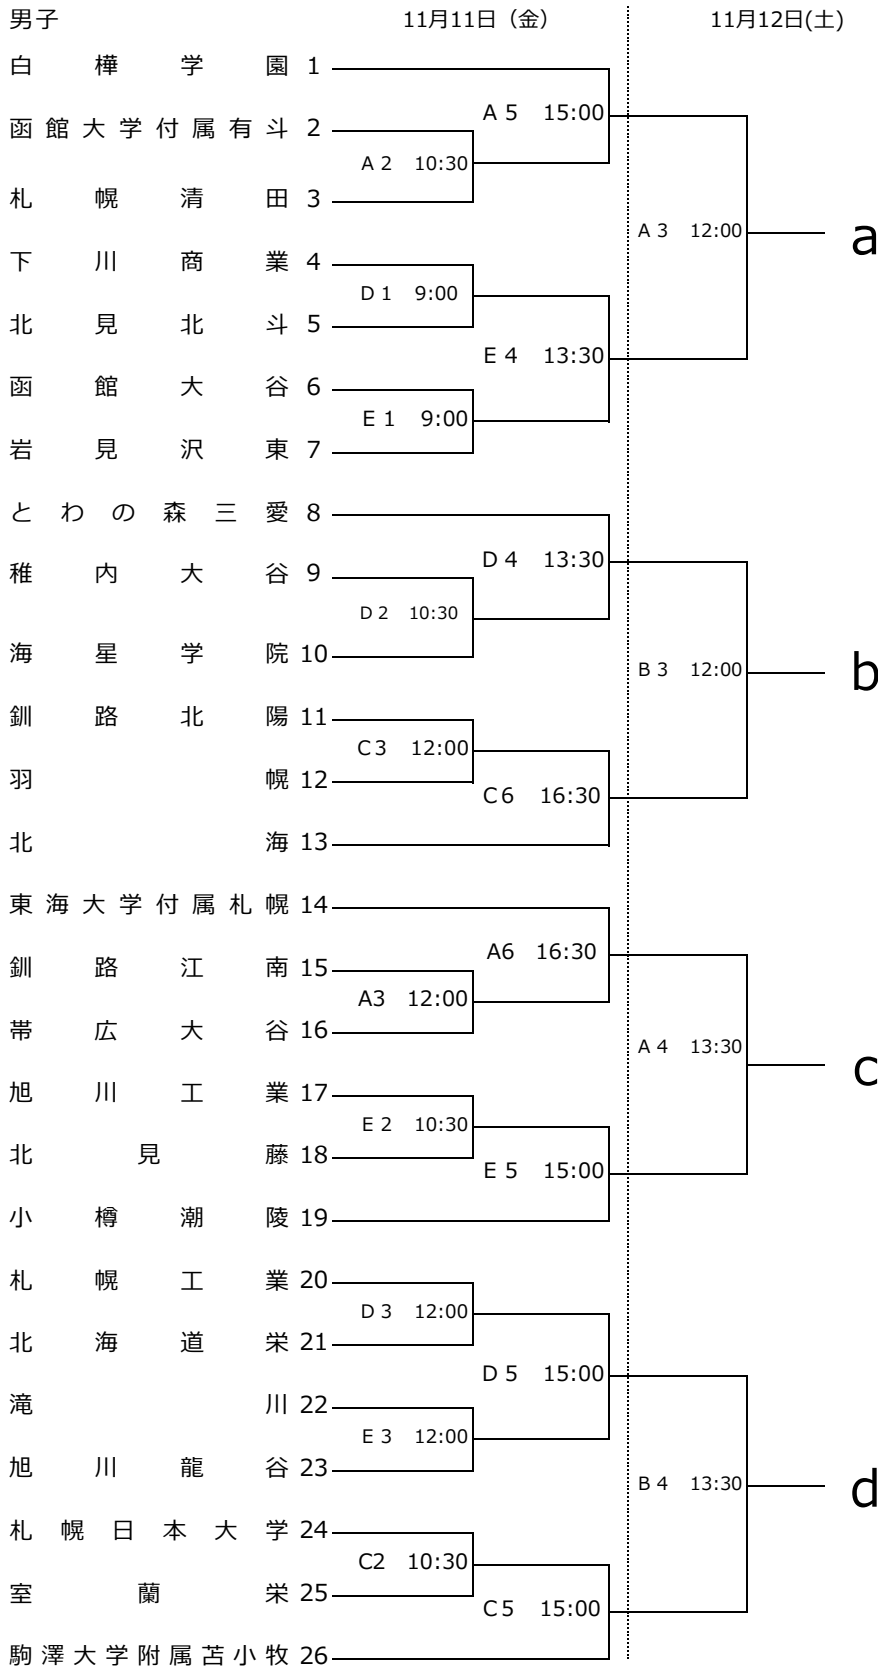 男子 11月11日（金） 11月12日(土)
白樺学園 1
A 5 15:00
函館大学付属有斗 2
A 2 10:30
札幌清田 3
A 3 12:00
a
下川商業 4
D 1 9:00
北見北斗 5
E 4 13:30
函館大谷 6
E 1 9:00
岩見沢東 7
とわの森三愛 8
D 4 13:30
稚内大谷 9
D 2 10:30
海星学院 10
B 3 12:00
b
釧路北陽 11
C 3 12:00
羽幌 12
C 6 16:30
北海 13
東海大学付属札幌 14
A6 16:30
釧路江南 15
A3 12:00
帯広大谷 16
A 4 13:30
c
旭川工業 17
E 2 10:30
北見藤 18
E 5 15:00
小樽潮陵 19
札幌工業 20
D 3 12:00
北海道栄 21
D 5 15:00
滝川 22
E 3 12:00
旭川龍谷 23
B 4 13:30
d
札幌日本大学 24
C2 10:30
室蘭栄 25
C 5 15:00
駒澤大学附属苫小牧 26